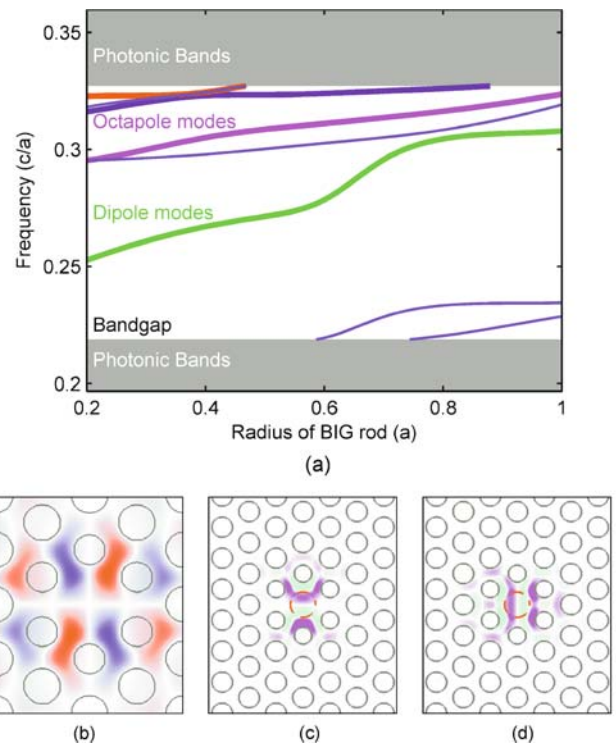 0.35
Photonic Bands
Octapole modes
0.3
Dipole modes
0.25
Bandgap
Photonic Bands
0.2
Frequency (c/a)
0.2 0.4 0.6 0.8 1
Radius of BIG rod (a)
(a)
(b) (c) (d)